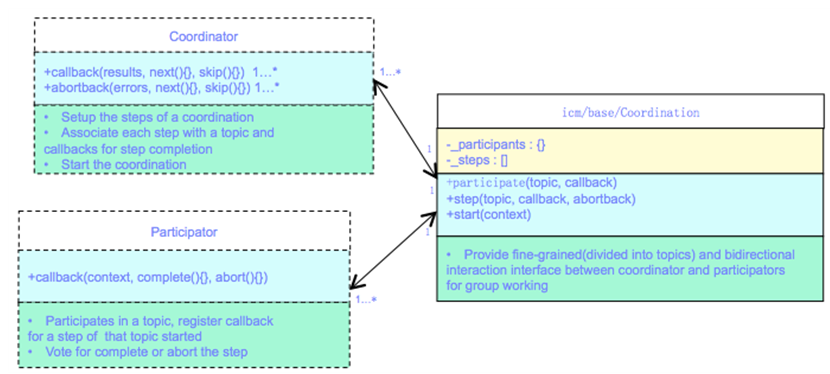 Coordinator
+callback(results, next(){}, skip(){}) 1...*
+abortback(errors, next(){}, skip(){}) 1...*
• Setup the steps of a coordination
• Associate each step with a topic and
callbacks for step completion
• Start the coordination
1...*
1
1
1
icm/base/Coordination
-_participants : {}
-_steps : []
+participate(topic, callback)
+step(topic, callback, abortback)
+start(context)
• Provide fine-grained(divided into topics) and bidirectional
interaction interface between coordinator and participators
for group working
Participator
+callback(context, complete(){}, abort(){})
1...*
• Participates in a topic, register callback
for a step of that topic started
• Vote for complete or abort the step